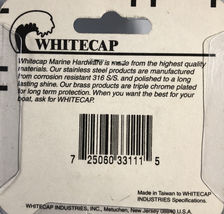 WHITECAP
Whitecap Marine Hardware is made from the highest quality
materials. Our stainless steel products are manufactured
from corrosion resistant 316 S/S. and polished to a long
lasting shine. Our brass products are triple chrome plated
for long term protection. When you want the best for your
boat, ask for WHITECAP.
7 25060 33111 5
Made in Taiwan to WHITECAP
INDUSTRIES Specifications.
WHITECAP INDUSTRIES, INC., Metuchen, New Jersey 08840 U.S.A.